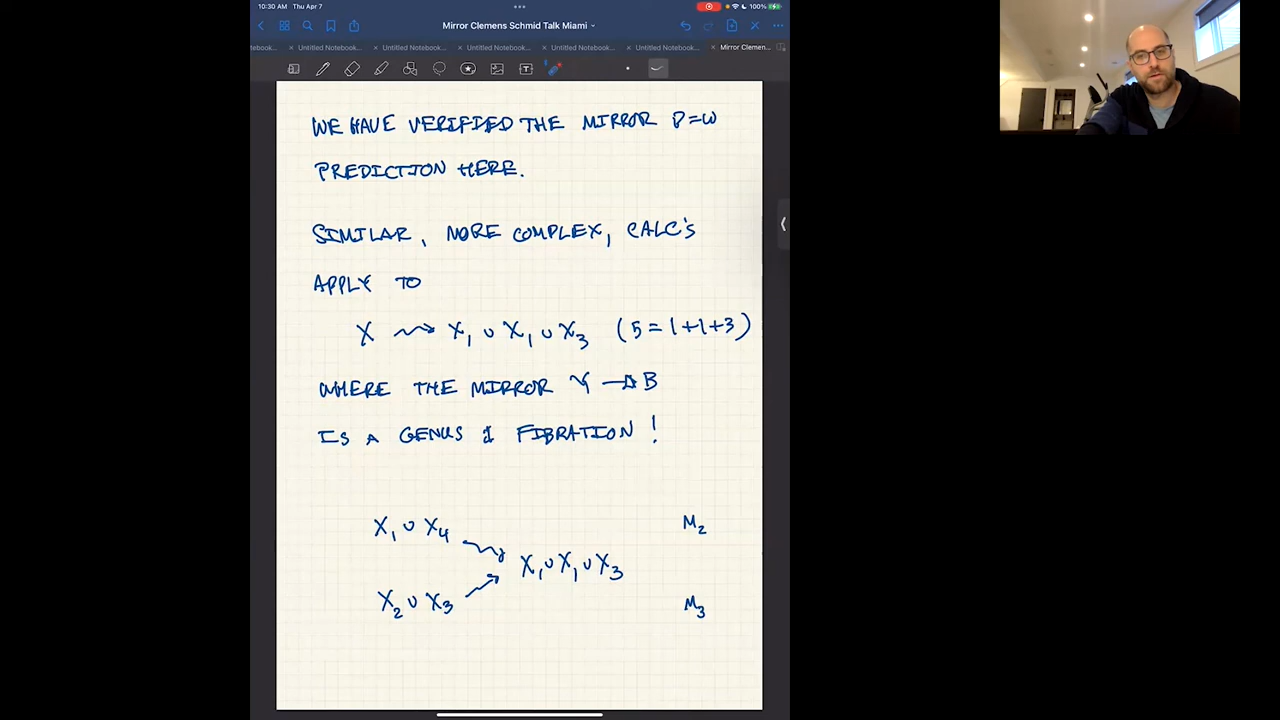 10:30 AM Thu Apr 7
100%
Mirror Clemens Schmid Talk Miami
tebook...
Untitled Notebook...
Untitled Notebook...
Untitled Notebook...
Untitled Notebook...
Untitled Notebook...
Mirror Clemen...
WE HAVE VERIFIED THE MIRROR P=W
PREDICTION HERE.
SIMILAR, MORE COMPLEX, CALC'S
APPLY TO
X ⇝ X₁ ∪ X₁ ∪ X₃ (5 = 1+1+3)
WHERE THE MIRROR Y → B
IS A GENUS 1 FIBRATION!
X₁ ∪ X₄ M₂
X₁ ∪ X₁ ∪ X₃
X₂ ∪ X₃ M₃